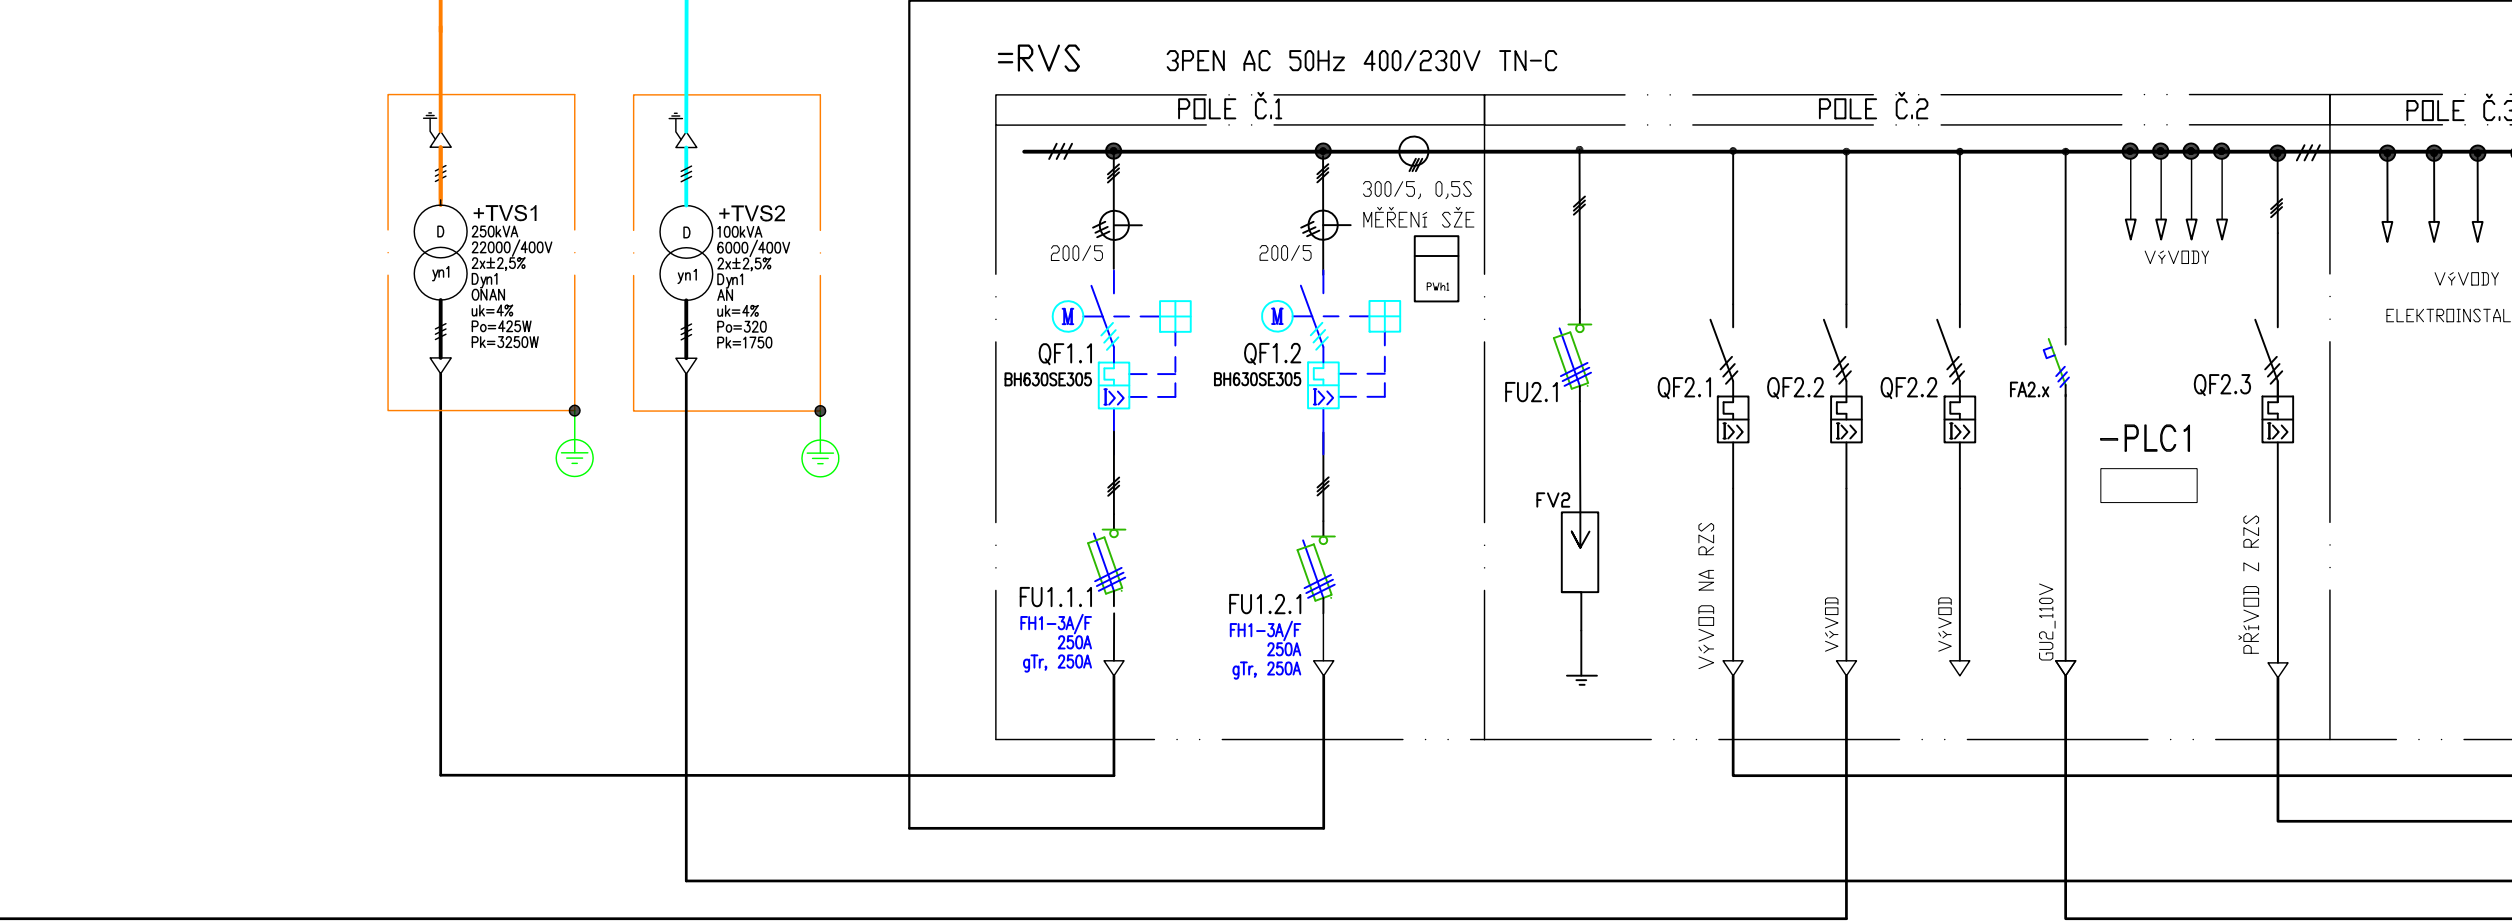 =RVS
3PEN AC 50Hz 400/230V TN-C
POLE Č.1
POLE Č.2
POLE Č.3
+TVS1
250kVA
22000/400V
2x±2,5%
Dyn1
ONAN
uk=4%
Po=425W
Pk=3250W
D
yn1
+TVS2
100kVA
6000/400V
2x±2,5%
Dyn1
AN
uk=4%
Po=320
Pk=1750
D
yn1
200/5
200/5
300/5, 0,5S
MĚŘENÍ SŽE
PWh1
M
QF1.1
BH630SE305
I>>
M
QF1.2
BH630SE305
I>>
FU1.1.1
FH1-3A/F
250A
gTr, 250A
FU1.2.1
FH1-3A/F
250A
gTr, 250A
FU2.1
FV2
QF2.1
I>>
VÝVOD NA RZS
QF2.2
I>>
VÝVOD
QF2.2
I>>
VÝVOD
FA2.x
GU2_110V
VÝVODY
-PLC1
QF2.3
I>>
PŘÍVOD Z RZS
VÝVODY
ELEKTROINSTAL